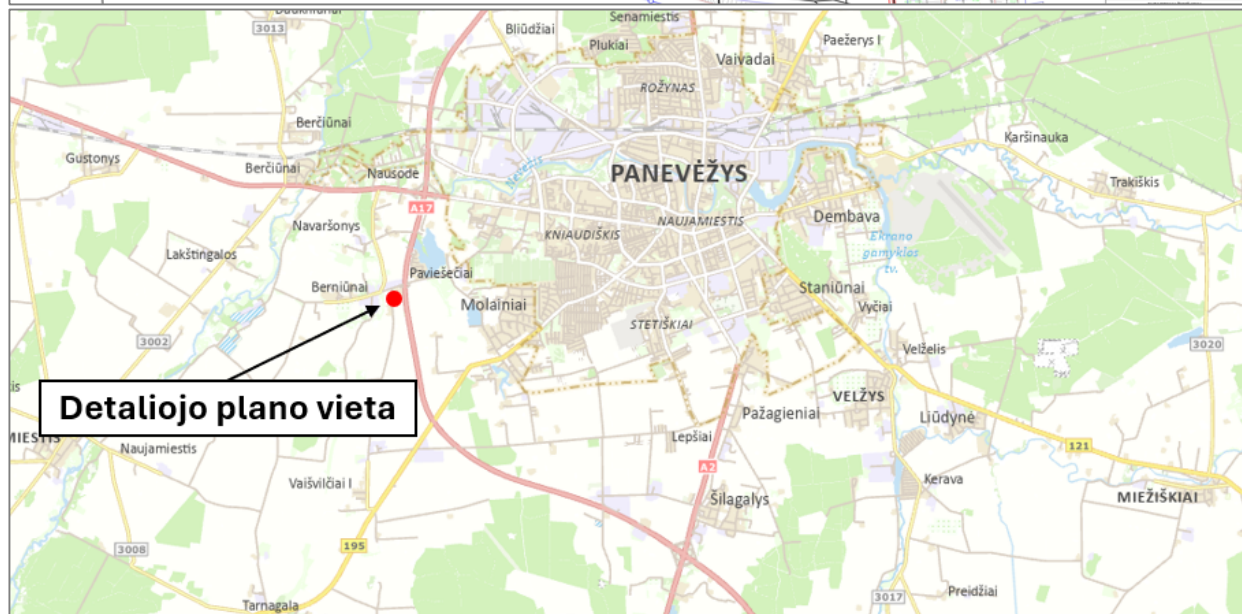 3013
Bliūdžiai
Senamiestis
Plukiai
Vaivadai
Paežerys I
ROŽYNAS
Berčiūnai
Karšinauka
Gustonys
Berčiūnai
Nausodė
Nevėžis
PANEVĖŽYS
Trakiškis
A17
Navaršonys
KNIAUDIŠKIS
NAUJAMIESTIS
Dembava
Lakštingalos
Ekrano
gamyklos
tv.
Paviešečiai
Berniūnai
Molainiai
Staniūnai
Vyčiai
STETIŠKIAI
3002
Velželis
3020
Detaliojo plano vieta
VELŽYS
Pažagieniai
Liūdynė
MIESTIS
Naujamiestis
Lepšiai
121
A2
Vaišvilčiai I
Šilagalys
Kerava
MIEŽIŠKIAI
195
3008
Tarnagala
3017
Preidžiai